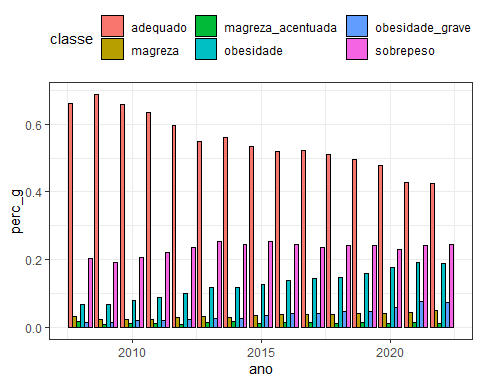 classe
adequado
magreza
magreza_acentuada
obesidade
obesidade_grave
sobrepeso
perc_g
0.6
0.4
0.2
0.0
2010
2015
2020
ano